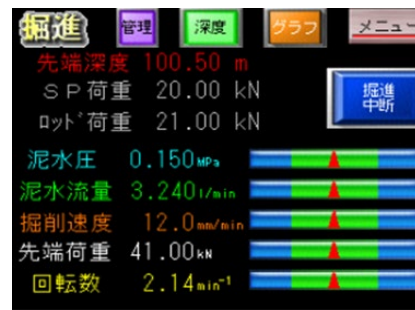 掘進 管理 深度 グラフ メニュー
先端深度 100.50 m
SP荷重 20.00 kN
ロッド荷重 21.00 kN
掘進
中断
泥水圧 0.150MPa
泥水流量 3.240l/min
掘削速度 12.0mm/min
先端荷重 41.00kN
回転数 2.14min⁻¹